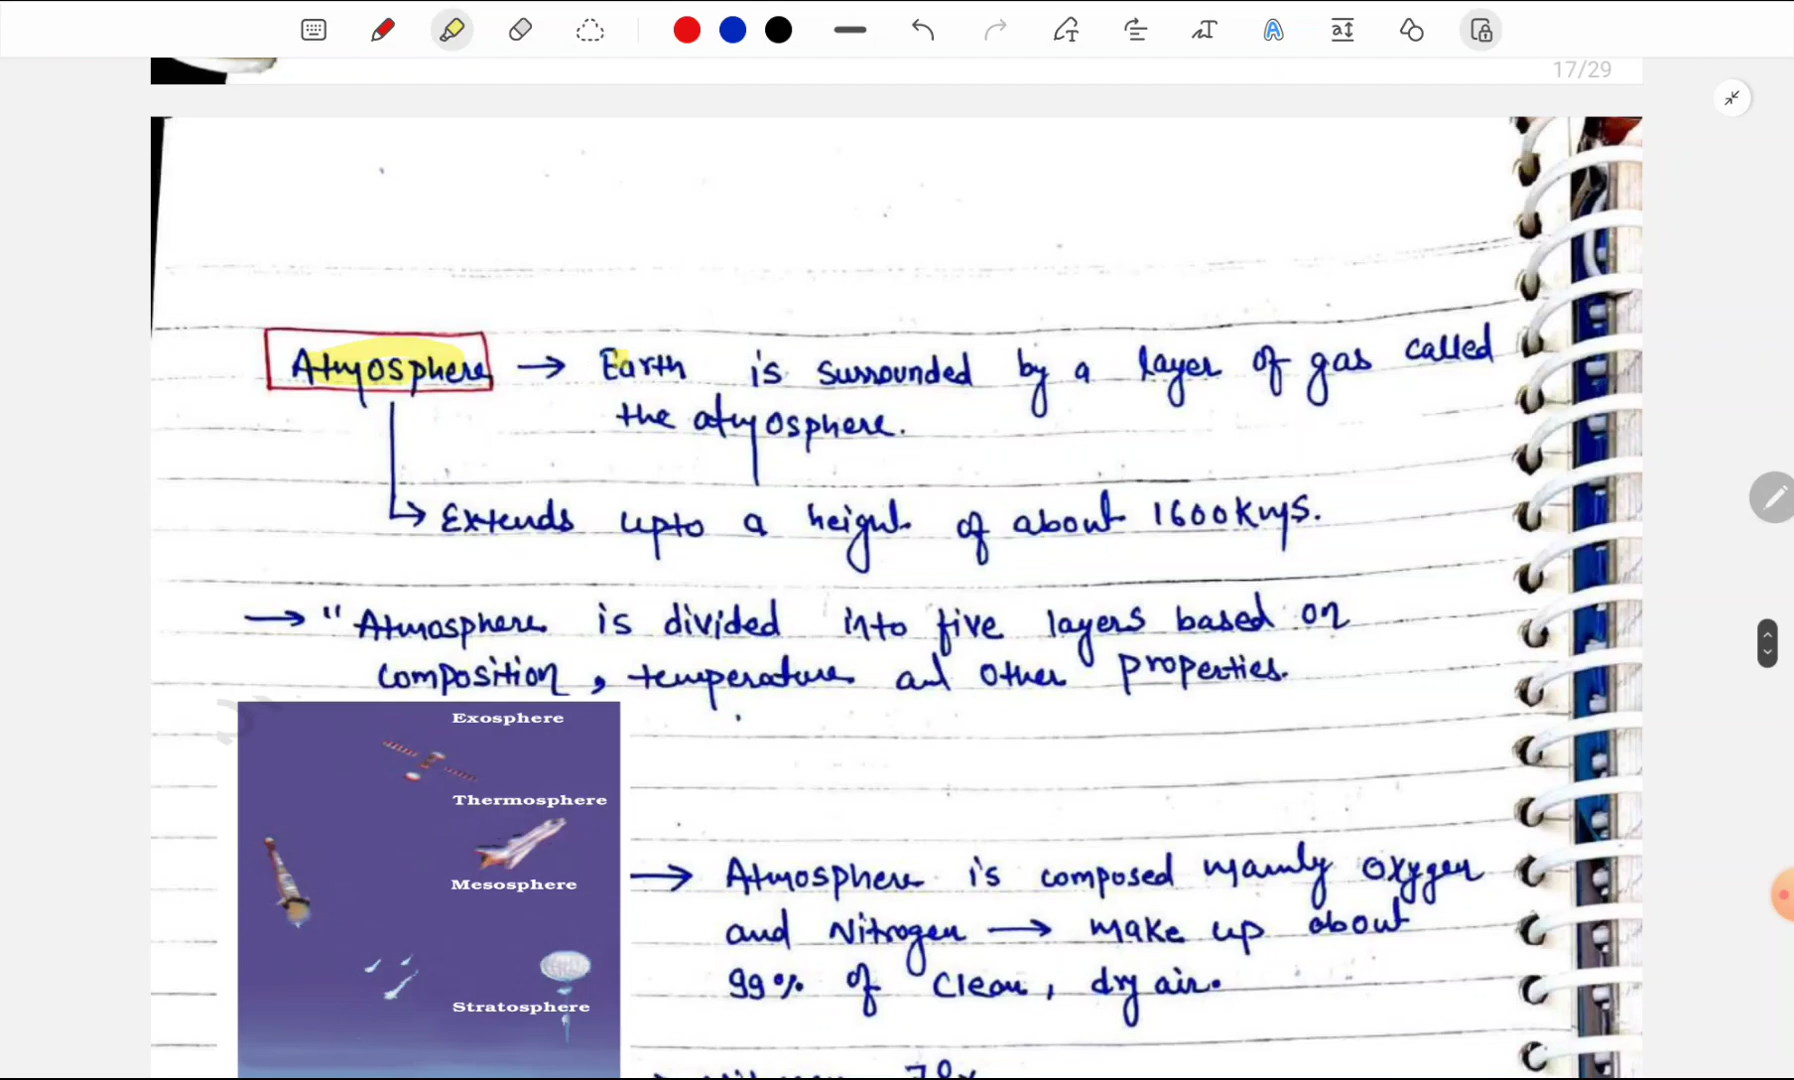 17/29
Atmosphere → Earth is surrounded by a layer of gas called
the atmosphere.
↳ Extends upto a height of about 1600kms.
→ " Atmosphere is divided into five layers based on
composition, temperature and other properties.
Exosphere
Thermosphere
Mesosphere
Stratosphere
→ Atmosphere is composed mainly oxygen
and Nitrogen → make up about
99% of clean, dry air.